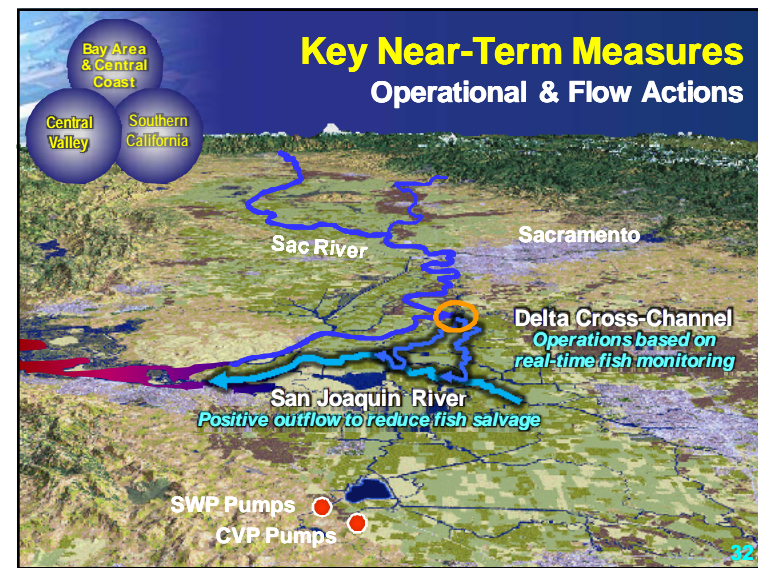 Bay Area
& Central
Coast
Central
Valley
Southern
California
Key Near-Term Measures
Operational & Flow Actions
Sac River
Sacramento
Delta Cross-Channel
Operations based on
real-time fish monitoring
San Joaquin River
Positive outflow to reduce fish salvage
SWP Pumps
CVP Pumps
32